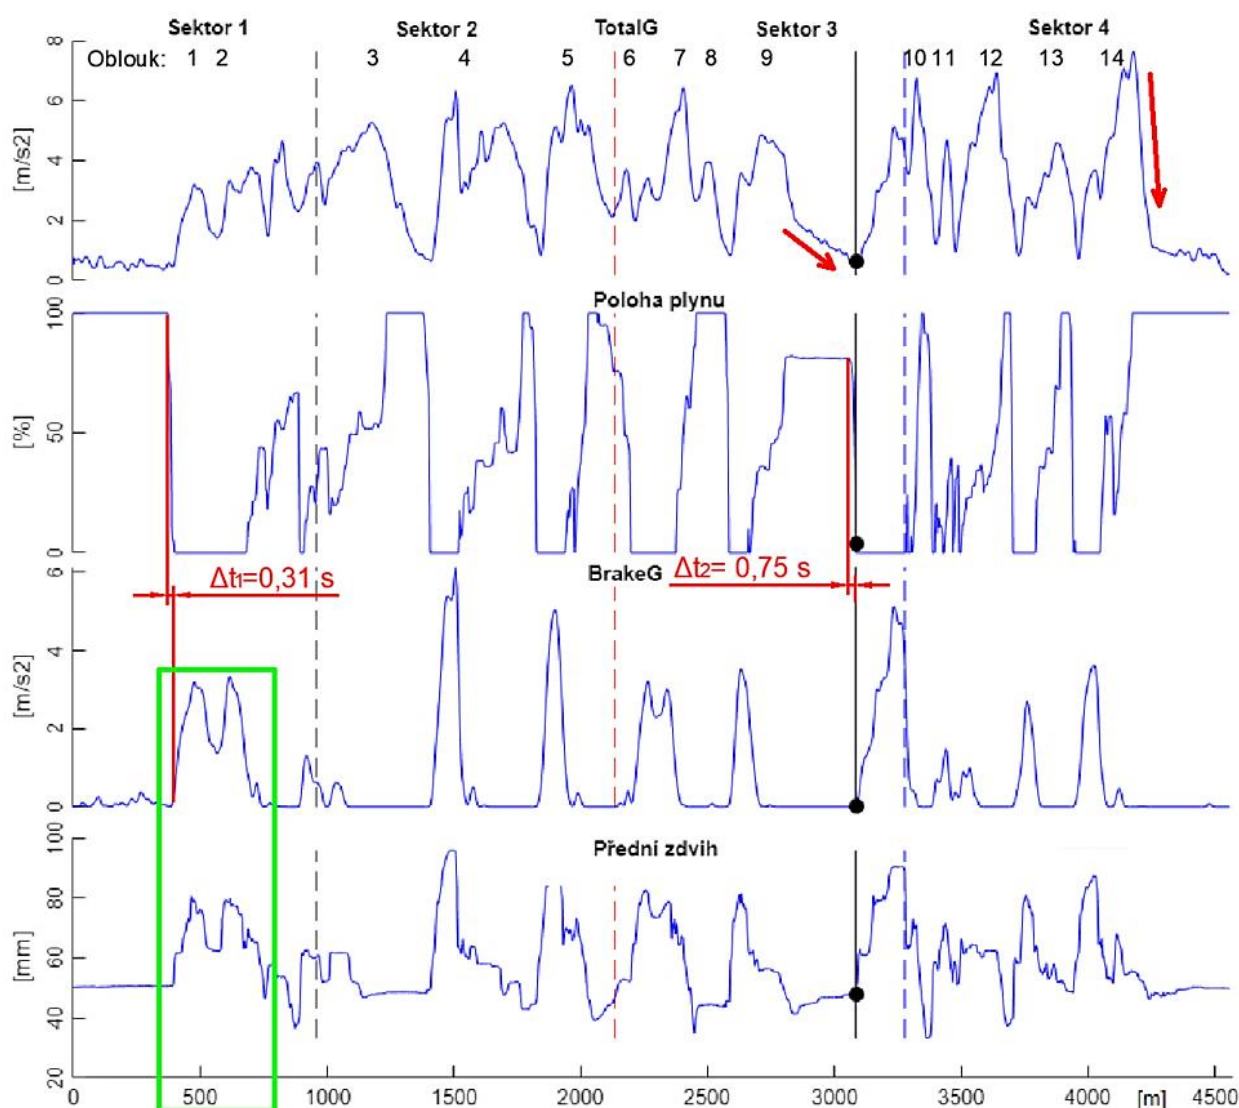 Sektor 1 Sektor 2 TotalG Sektor 3 Sektor 4
Oblouk: 1 2 3 4 5 6 7 8 9 10 11 12 13 14
8
6
4
2
0
[m/s2]
Poloha plynu
100
50
0
[%]
Δt1=0,31 s
BrakeG
Δt2= 0,75 s
6
4
2
0
[m/s2]
Přední zdvih
100
80
60
40
20
[mm]
0 500 1000 1500 2000 2500 3000 3500 4000 [m] 4500